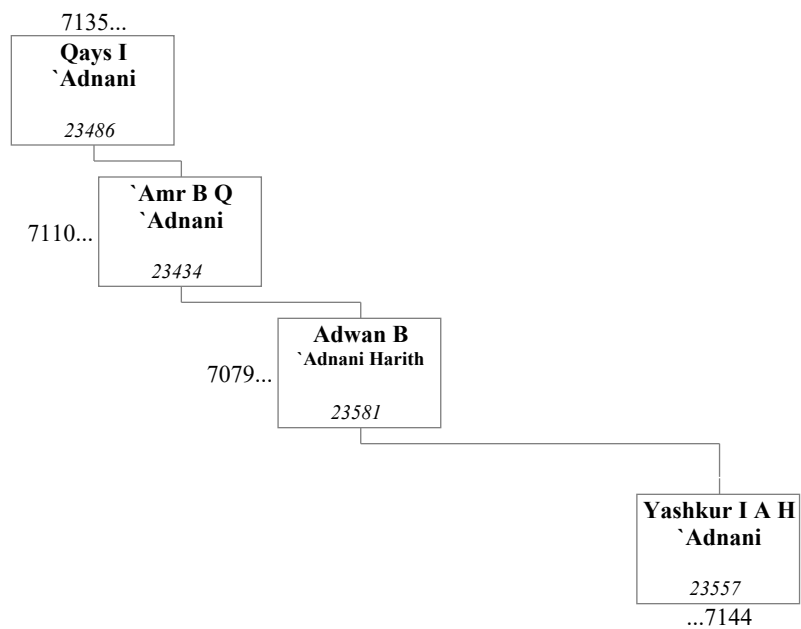 7135...
Qays I
`Adnani
23486
`Amr B Q
`Adnani
7110...
23434
Adwan B
`Adnani Harith
7079...
23581
Yashkur I A H
`Adnani
23557
...7144